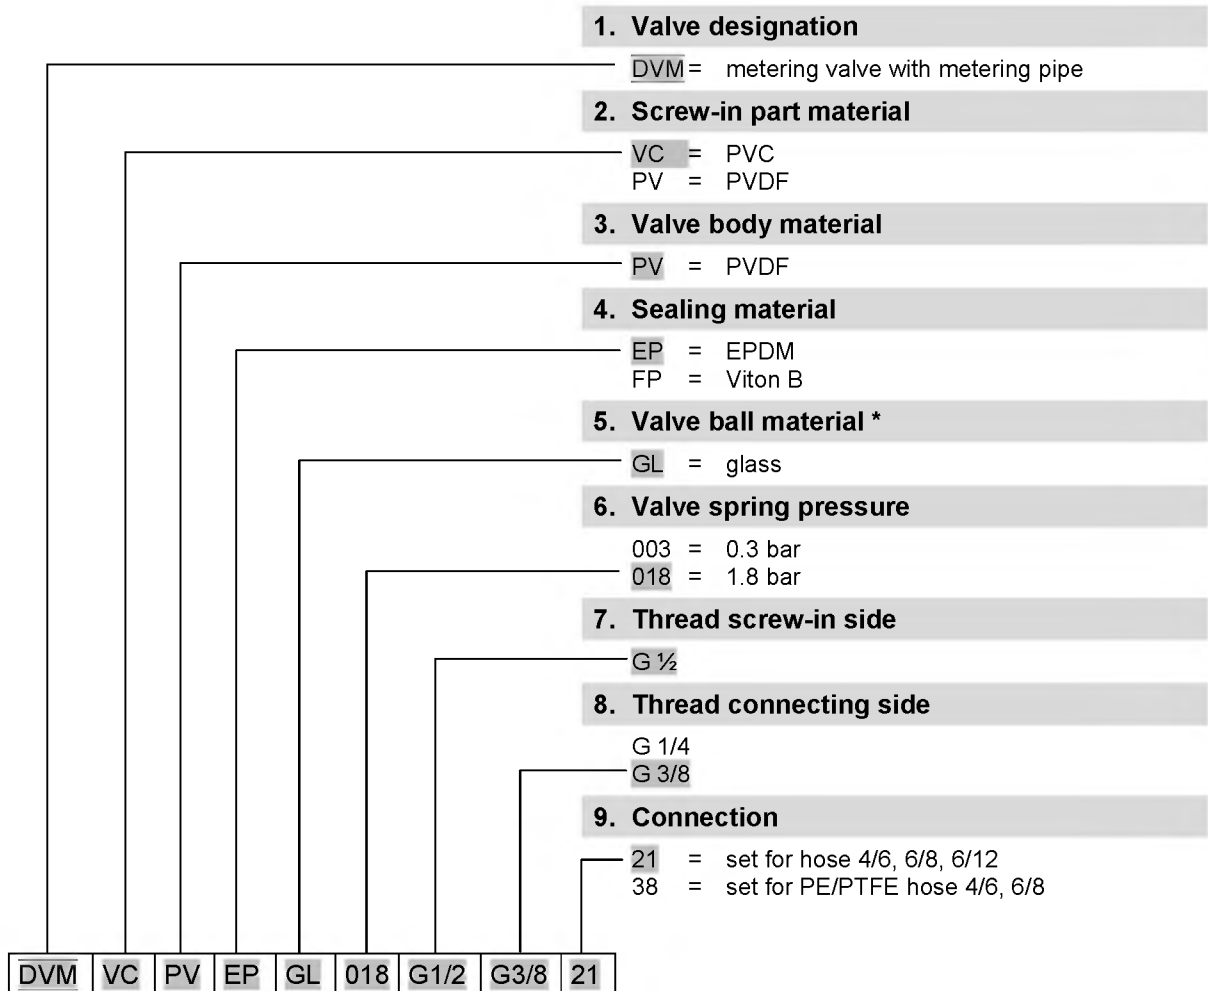 1. Valve designation
DVM = metering valve with metering pipe
2. Screw-in part material
VC = PVC
PV = PVDF
3. Valve body material
PV = PVDF
4. Sealing material
EP = EPDM
FP = Viton B
5. Valve ball material *
GL = glass
6. Valve spring pressure
003 = 0.3 bar
018 = 1.8 bar
7. Thread screw-in side
G ½
8. Thread connecting side
G 1/4
G 3/8
9. Connection
21 = set for hose 4/6, 6/8, 6/12
38 = set for PE/PTFE hose 4/6, 6/8
DVM VC PV EP GL 018 G1/2 G3/8 21